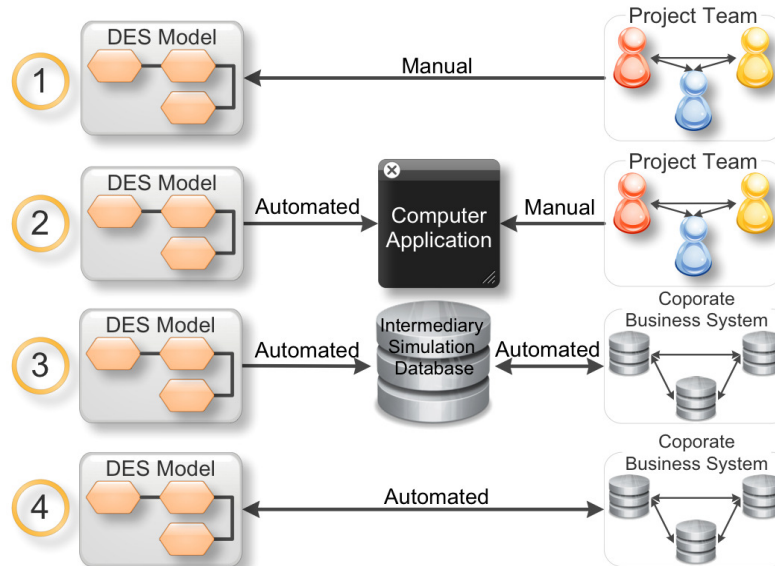 DES Model
Project Team
1
Manual
DES Model
Project Team
2
Automated
Computer
Application
Manual
DES Model
Coporate
Business System
3
Automated
Intermediary
Simulation
Database
Automated
DES Model
Coporate
Business System
4
Automated